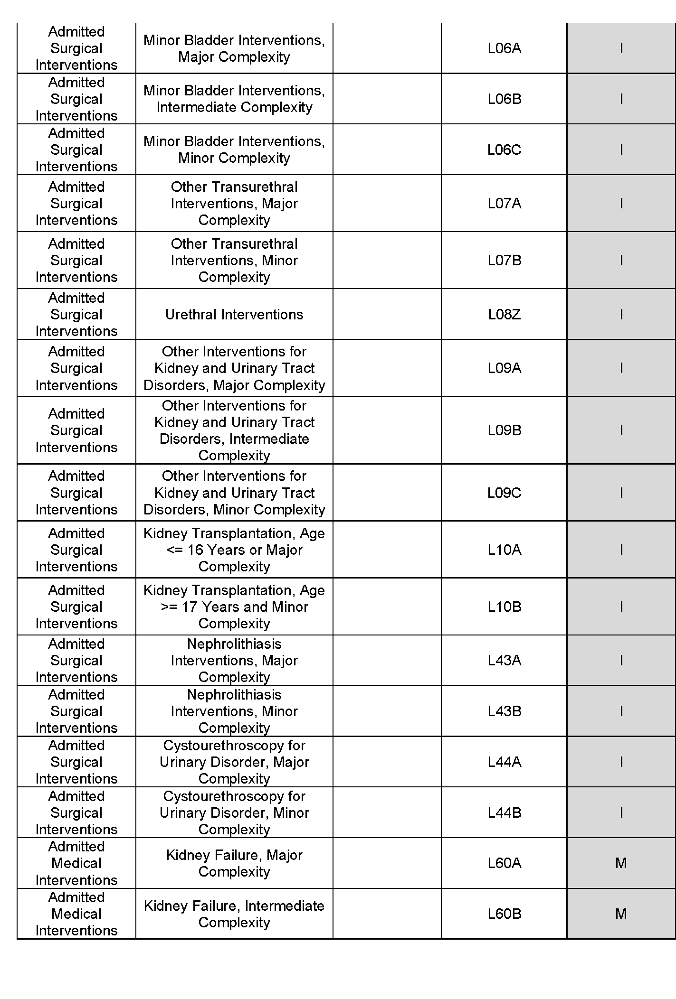 Admitted
Surgical
Interventions
Minor Bladder Interventions,
Major Complexity
L06A
I
Admitted
Surgical
Interventions
Minor Bladder Interventions,
Intermediate Complexity
L06B
I
Admitted
Surgical
Interventions
Minor Bladder Interventions,
Minor Complexity
L06C
I
Admitted
Surgical
Interventions
Other Transurethral
Interventions, Major
Complexity
L07A
I
Admitted
Surgical
Interventions
Other Transurethral
Interventions, Minor
Complexity
L07B
I
Admitted
Surgical
Interventions
Urethral Interventions
L08Z
I
Admitted
Surgical
Interventions
Other Interventions for
Kidney and Urinary Tract
Disorders, Major Complexity
L09A
I
Admitted
Surgical
Interventions
Other Interventions for
Kidney and Urinary Tract
Disorders, Intermediate
Complexity
L09B
I
Admitted
Surgical
Interventions
Other Interventions for
Kidney and Urinary Tract
Disorders, Minor Complexity
L09C
I
Admitted
Surgical
Interventions
Kidney Transplantation, Age
<= 16 Years or Major
Complexity
L10A
I
Admitted
Surgical
Interventions
Kidney Transplantation, Age
>= 17 Years and Minor
Complexity
L10B
I
Admitted
Surgical
Interventions
Nephrolithiasis
Interventions, Major
Complexity
L43A
I
Admitted
Surgical
Interventions
Nephrolithiasis
Interventions, Minor
Complexity
L43B
I
Admitted
Surgical
Interventions
Cystourethroscopy for
Urinary Disorder, Major
Complexity
L44A
I
Admitted
Surgical
Interventions
Cystourethroscopy for
Urinary Disorder, Minor
Complexity
L44B
I
Admitted
Medical
Interventions
Kidney Failure, Major
Complexity
L60A
M
Admitted
Medical
Interventions
Kidney Failure, Intermediate
Complexity
L60B
M